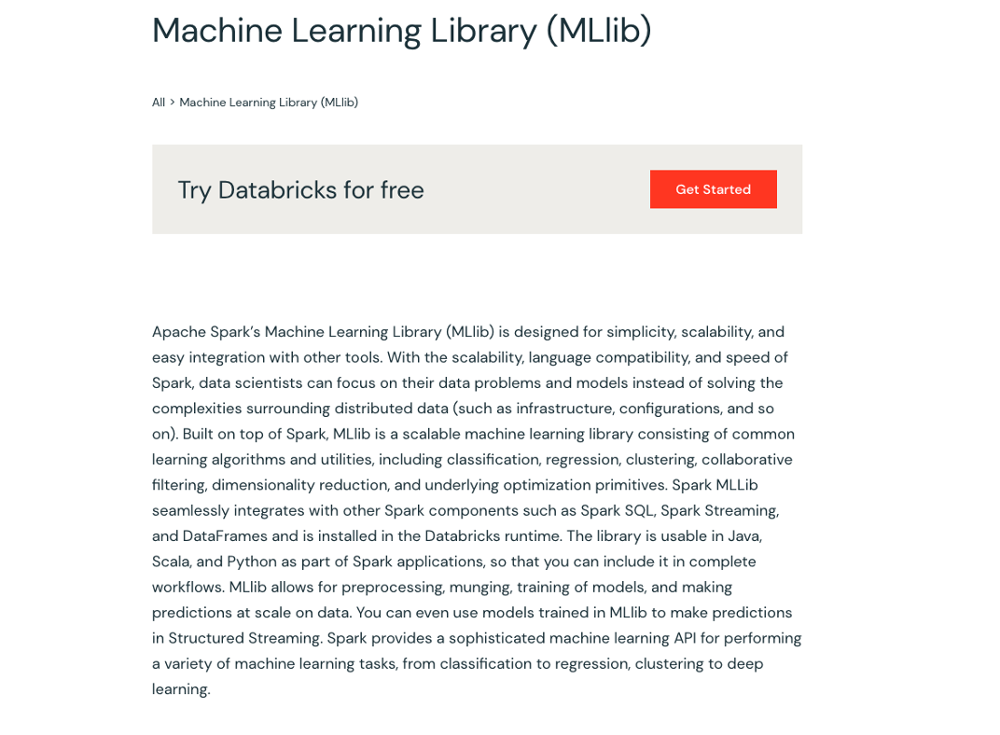 Machine Learning Library (MLlib)
All > Machine Learning Library (MLlib)
Try Databricks for free
Get Started
Apache Spark’s Machine Learning Library (MLlib) is designed for simplicity, scalability, and
easy integration with other tools. With the scalability, language compatibility, and speed of
Spark, data scientists can focus on their data problems and models instead of solving the
complexities surrounding distributed data (such as infrastructure, configurations, and so
on). Built on top of Spark, MLlib is a scalable machine learning library consisting of common
learning algorithms and utilities, including classification, regression, clustering, collaborative
filtering, dimensionality reduction, and underlying optimization primitives. Spark MLLib
seamlessly integrates with other Spark components such as Spark SQL, Spark Streaming,
and DataFrames and is installed in the Databricks runtime. The library is usable in Java,
Scala, and Python as part of Spark applications, so that you can include it in complete
workflows. MLlib allows for preprocessing, munging, training of models, and making
predictions at scale on data. You can even use models trained in MLlib to make predictions
in Structured Streaming. Spark provides a sophisticated machine learning API for performing
a variety of machine learning tasks, from classification to regression, clustering to deep
learning.